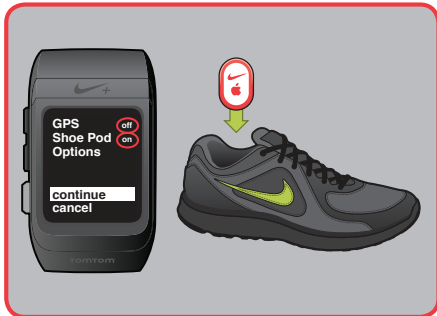 GPS off
Shoe Pod on
Options
continue
cancel
TOMTOM